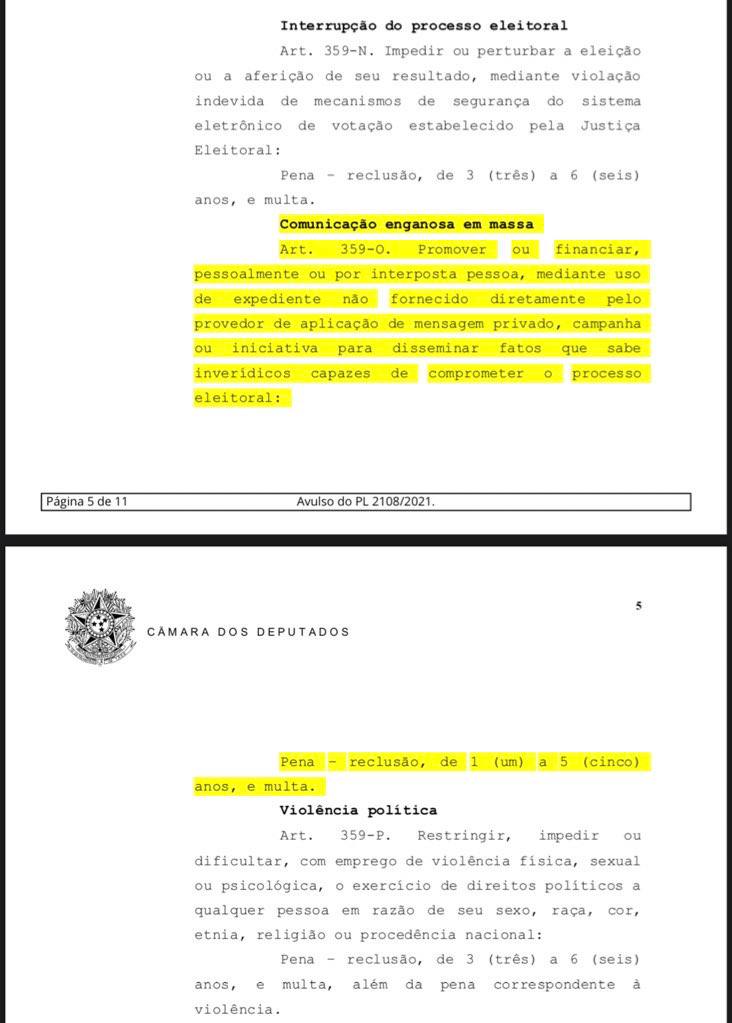 Interrupção do processo eleitoral
Art. 359-N. Impedir ou perturbar a eleição
ou a aferição de seu resultado, mediante violação
indevida de mecanismos de segurança do sistema
eletrônico de votação estabelecido pela Justiça
Eleitoral:
Pena – reclusão, de 3 (três) a 6 (seis)
anos, e multa.
Comunicação enganosa em massa
Art. 359-O. Promover ou financiar,
pessoalmente ou por interposta pessoa, mediante uso
de expediente não fornecido diretamente pelo
provedor de aplicação de mensagem privado, campanha
ou iniciativa para disseminar fatos que sabe
inverídicos capazes de comprometer o processo
eleitoral:
Página 5 de 11 Avulso do PL 2108/2021.
5
CÂMARA DOS DEPUTADOS
Pena – reclusão, de 1 (um) a 5 (cinco)
anos, e multa.
Violência política
Art. 359-P. Restringir, impedir ou
dificultar, com emprego de violência física, sexual
ou psicológica, o exercício de direitos políticos a
qualquer pessoa em razão de seu sexo, raça, cor,
etnia, religião ou procedência nacional:
Pena – reclusão, de 3 (três) a 6 (seis)
anos, e multa, além da pena correspondente à
violência.